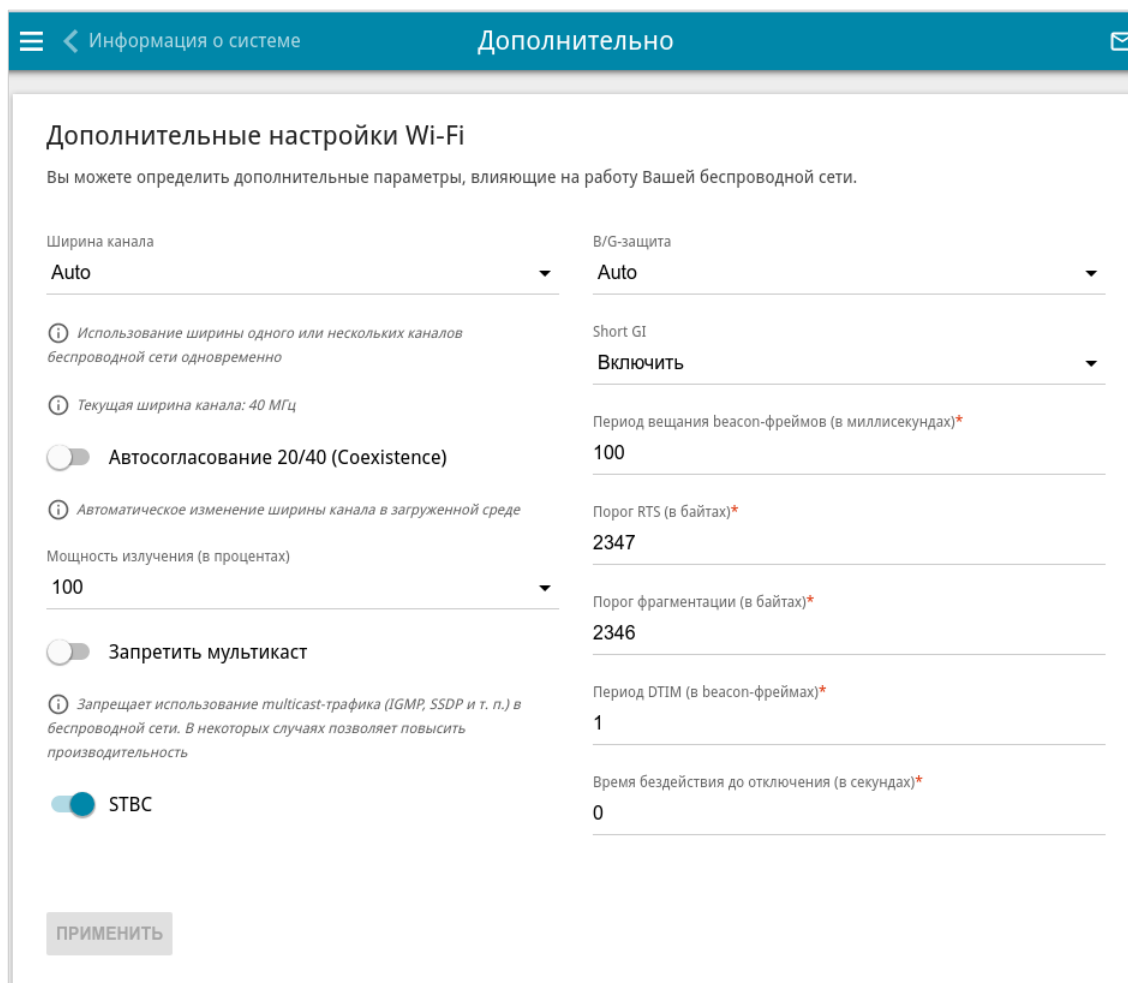 Информация о системе
Дополнительно
Дополнительные настройки Wi-Fi
Вы можете определить дополнительные параметры, влияющие на работу Вашей беспроводной сети.
Ширина канала
Auto
Использование ширины одного или нескольких каналов
беспроводной сети одновременно
Текущая ширина канала: 40 МГц
Автосогласование 20/40 (Coexistence)
Автоматическое изменение ширины канала в загруженной среде
Мощность излучения (в процентах)
100
Запретить мультикаст
Запрещает использование multicast-трафика (IGMP, SSDP и т. п.) в
беспроводной сети. В некоторых случаях позволяет повысить
производительность
STBC
B/G-защита
Auto
Short GI
Включить
Период вещания beacon-фреймов (в миллисекундах)*
100
Порог RTS (в байтах)*
2347
Порог фрагментации (в байтах)*
2346
Период DTIM (в beacon-фреймах)*
1
Время бездействия до отключения (в секундах)*
0
ПРИМЕНИТЬ